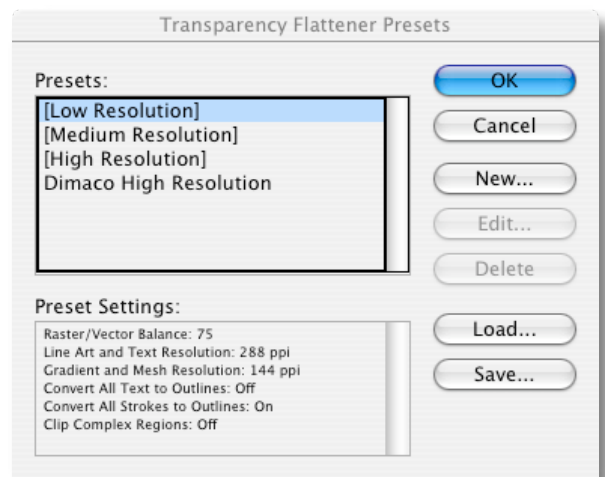 Transparency Flattener Presets
Presets:
[Low Resolution]
[Medium Resolution]
[High Resolution]
Dimaco High Resolution
OK
Cancel
New...
Edit...
Delete
Preset Settings:
Raster/Vector Balance: 75
Line Art and Text Resolution: 288 ppi
Gradient and Mesh Resolution: 144 ppi
Convert All Text to Outlines: Off
Convert All Strokes to Outlines: On
Clip Complex Regions: Off
Load...
Save...